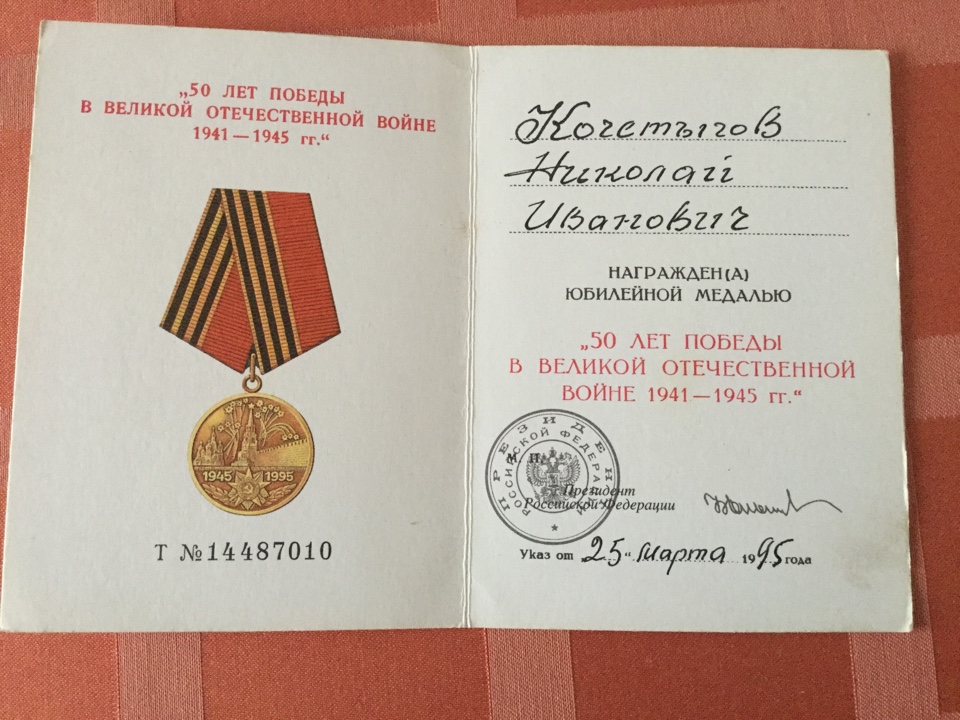 „50 ЛЕТ ПОБЕДЫ
В ВЕЛИКОЙ ОТЕЧЕСТВЕННОЙ ВОЙНЕ
1941 — 1945 гг.“
1945 1995
Т №14487010
Кочетыгов
Николай
Иванович
НАГРАЖДЕН(А)
ЮБИЛЕЙНОЙ МЕДАЛЬЮ
„50 ЛЕТ ПОБЕДЫ
В ВЕЛИКОЙ ОТЕЧЕСТВЕННОЙ
ВОЙНЕ 1941 — 1945 гг.“
ПРЕЗИДЕНТ
РОССИЙСКОЙ ФЕДЕРАЦИИ
М. П.
Президент
Российской Федерации
Указ от 25 “ марта 1995 года